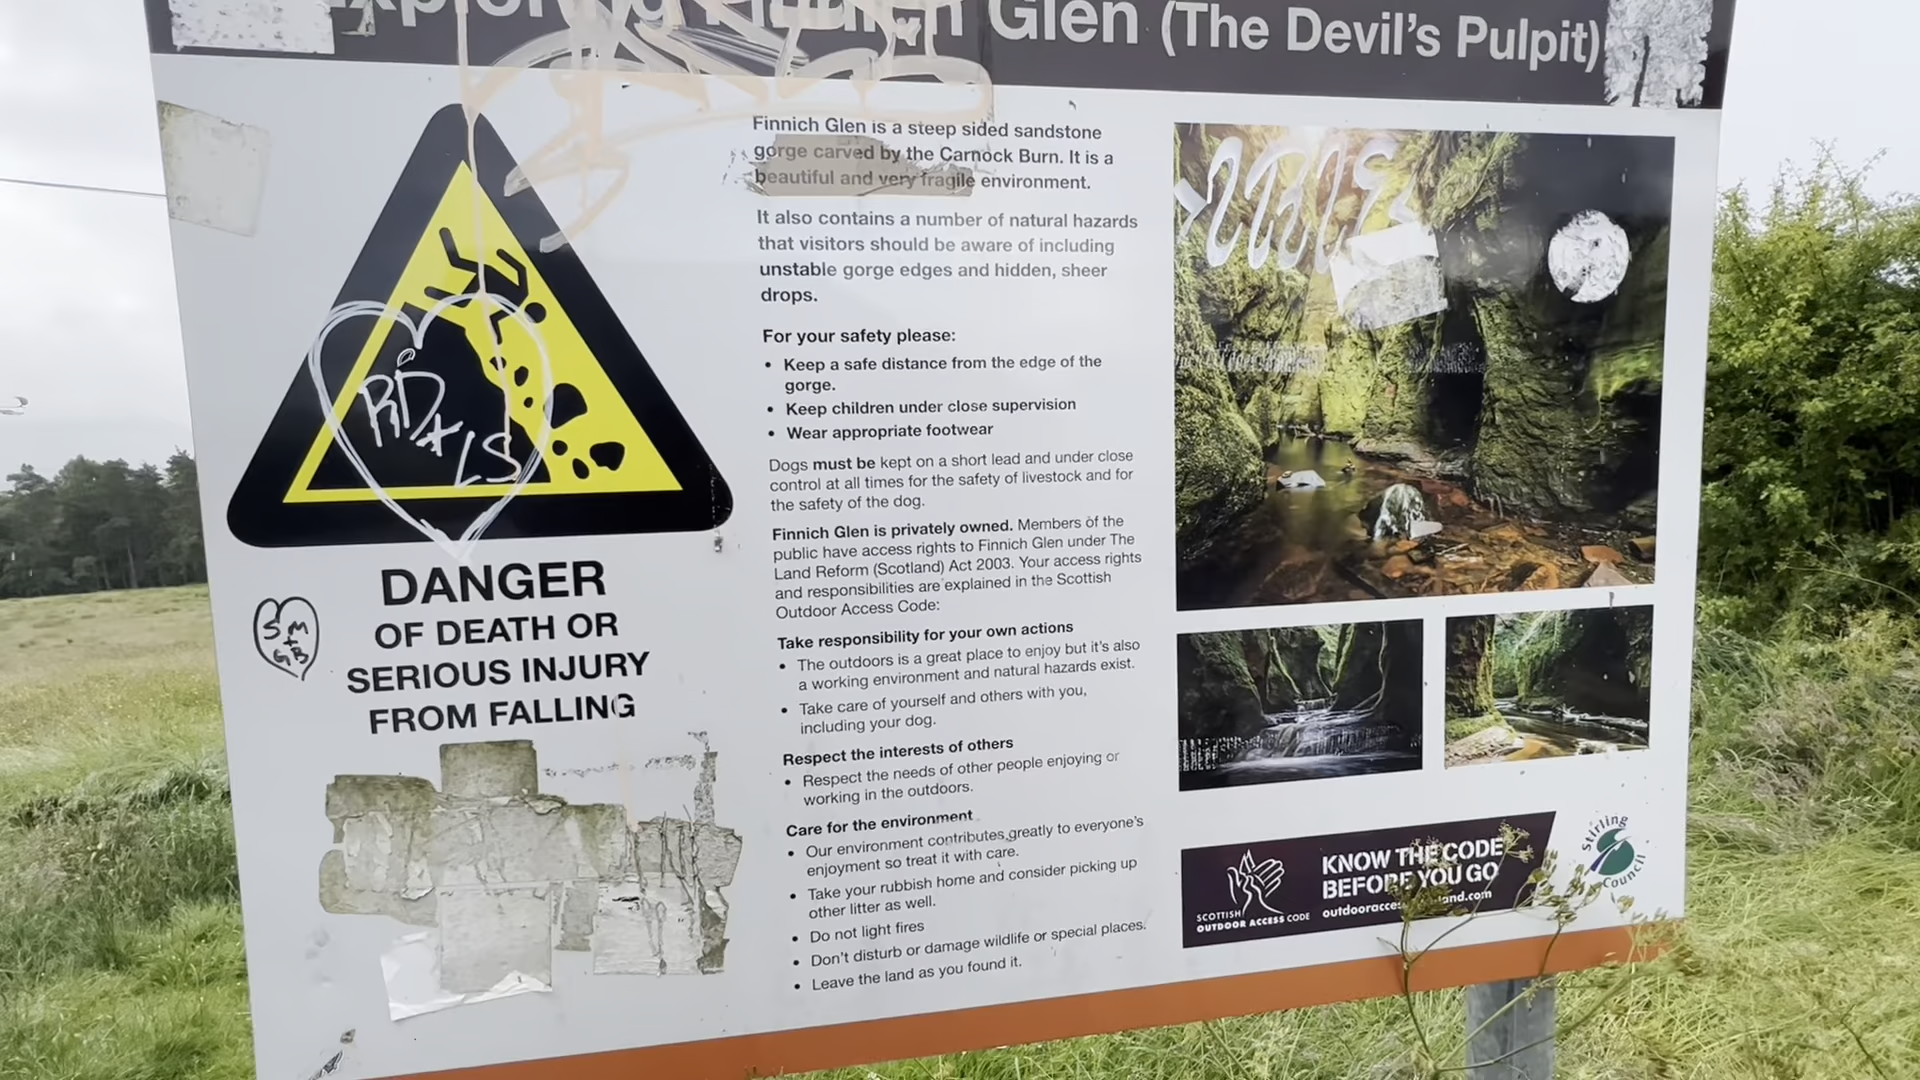 Exploring Finnich Glen (The Devil's Pulpit)
RD x LS
DANGER
OF DEATH OR
SERIOUS INJURY
FROM FALLING
S M
+
G B
Finnich Glen is a steep sided sandstone
gorge carved by the Carnock Burn. It is a
beautiful and very fragile environment.
It also contains a number of natural hazards
that visitors should be aware of including
unstable gorge edges and hidden, sheer
drops.
For your safety please:
• Keep a safe distance from the edge of the
gorge.
• Keep children under close supervision
• Wear appropriate footwear
Dogs must be kept on a short lead and under close
control at all times for the safety of livestock and for
the safety of the dog.
Finnich Glen is privately owned. Members of the
public have access rights to Finnich Glen under The
Land Reform (Scotland) Act 2003. Your access rights
and responsibilities are explained in the Scottish
Outdoor Access Code:
Take responsibility for your own actions
• The outdoors is a great place to enjoy but it's also
a working environment and natural hazards exist.
• Take care of yourself and others with you,
including your dog.
Respect the interests of others
• Respect the needs of other people enjoying or
working in the outdoors.
Care for the environment
• Our environment contributes greatly to everyone's
enjoyment so treat it with care.
• Take your rubbish home and consider picking up
other litter as well.
• Do not light fires
• Don't disturb or damage wildlife or special places.
• Leave the land as you found it.
SCOTTISH
OUTDOOR ACCESS CODE
KNOW THE CODE
BEFORE YOU GO
Stirling
Council